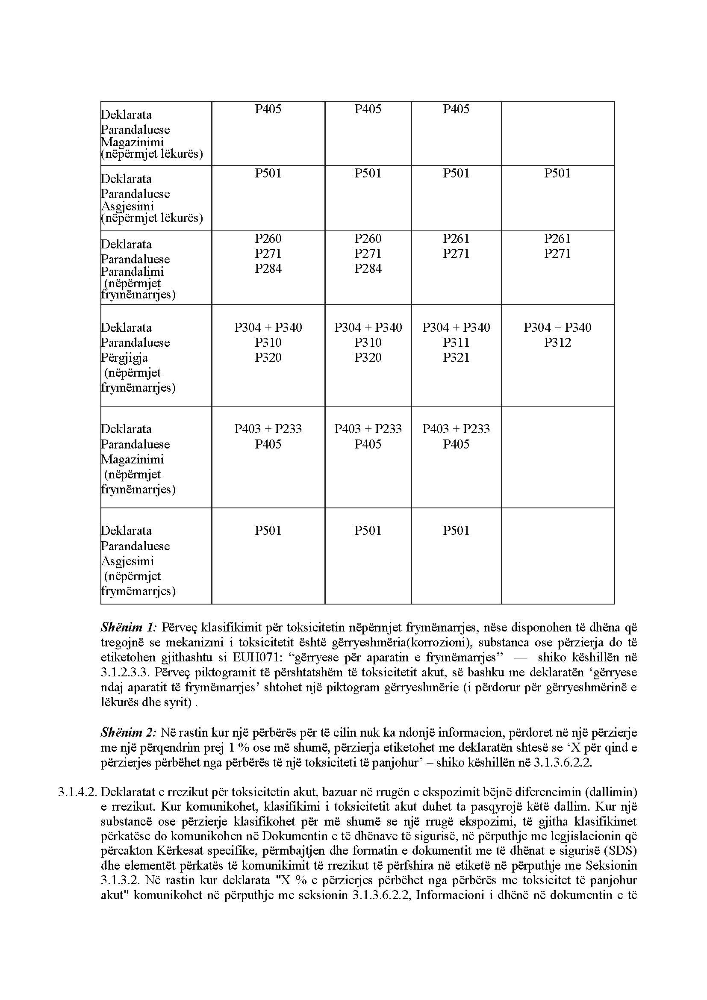 Deklarata
Parandaluese
Magazinimi
(nëpërmjet lëkurës)
P405
P405
P405
Deklarata
Parandaluese
Asgjesimi
(nëpërmjet lëkurës)
P501
P501
P501
P501
Deklarata
Parandaluese
Parandalimi
(nëpërmjet
frymëmarrjes)
P260
P271
P284
P260
P271
P284
P261
P271
P261
P271
Deklarata
Parandaluese
Përgjigja
(nëpërmjet
frymëmarrjes)
P304 + P340
P310
P320
P304 + P340
P310
P320
P304 + P340
P311
P321
P304 + P340
P312
Deklarata
Parandaluese
Magazinimi
(nëpërmjet
frymëmarrjes)
P403 + P233
P405
P403 + P233
P405
P403 + P233
P405
Deklarata
Parandaluese
Asgjesimi
(nëpërmjet
frymëmarrjes)
P501
P501
P501
Shënim 1: Përveç klasifikimit për toksicitetin nëpërmjet frymëmarrjes, nëse disponohen të dhëna që
tregojnë se mekanizmi i toksicitetit është gërryeshmëria(korrozioni), substanca ose përzierja do të
etiketohen gjithashtu si EUH071: “gërryese për aparatin e frymëmarrjes” — shiko këshillën në
3.1.2.3.3. Përveç piktogramit të përshtatshëm të toksicitetit akut, së bashku me deklaratën ‘gërryese
ndaj aparatit të frymëmarrjes’ shtohet një piktogram gërryeshmërie (i përdorur për gërryeshmërinë e
lëkurës dhe syrit) .
Shënim 2: Në rastin kur një përbërës për të cilin nuk ka ndonjë informacion, përdoret në një përzierje
me një përqendrim prej 1 % ose më shumë, përzierja etiketohet me deklaratën shtesë se ‘X për qind e
përzierjes përbëhet nga përbërës të një toksiciteti të panjohur’ – shiko këshillën në 3.1.3.6.2.2.
3.1.4.2. Deklaratat e rrezikut për toksicitetin akut, bazuar në rrugën e ekspozimit bëjnë diferencimin (dallimin)
e rrezikut. Kur komunikohet, klasifikimi i toksicitetit akut duhet ta pasqyrojë këtë dallim. Kur një
substancë ose përzierje klasifikohet për më shumë se një rrugë ekspozimi, të gjitha klasifikimet
përkatëse do komunikohen në Dokumentin e të dhënave të sigurisë, në përputhje me legjislacionin që
përcakton Kërkesat specifike, përmbajtjen dhe formatin e dokumentit me të dhënat e sigurisë (SDS)
dhe elementët përkatës të komunikimit të rrezikut të përfshira në etiketë në përputhje me Seksionin
3.1.3.2. Në rastin kur deklarata "X % e përzierjes përbëhet nga përbërës me toksicitet të panjohur
akut" komunikohet në përputhje me seksionin 3.1.3.6.2.2, Informacioni i dhënë në dokumentin e të